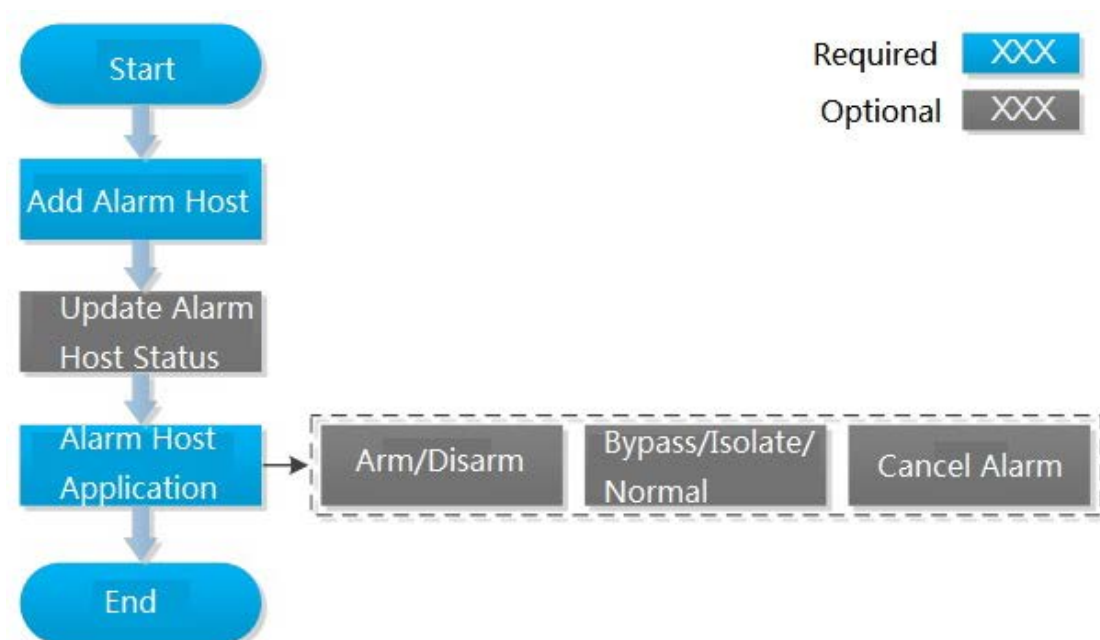 Start
Required XXX
Optional XXX
Add Alarm Host
Update Alarm
Host Status
Alarm Host
Application
Arm/Disarm
Bypass/Isolate/
Normal
Cancel Alarm
End